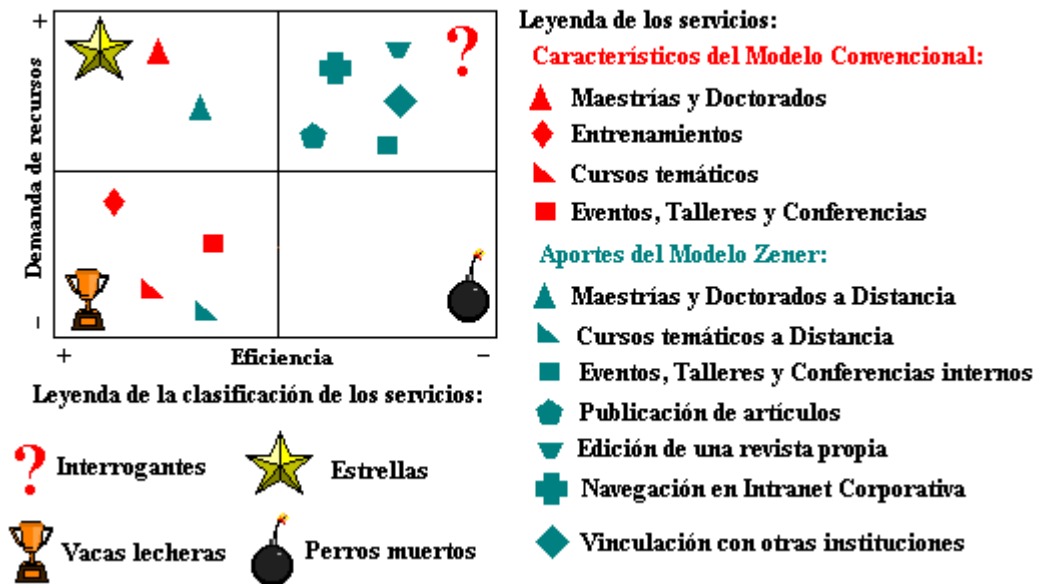 +
Demanda de recursos
−
+
Eficiencia
−
?
Leyenda de la clasificación de los servicios:
? Interrogantes
Estrellas
Vacas lecheras
Perros muertos
Leyenda de los servicios:
Característicos del Modelo Convencional:
Maestrías y Doctorados
Entrenamientos
Cursos temáticos
Eventos, Talleres y Conferencias
Aportes del Modelo Zener:
Maestrías y Doctorados a Distancia
Cursos temáticos a Distancia
Eventos, Talleres y Conferencias internos
Publicación de artículos
Edición de una revista propia
Navegación en Intranet Corporativa
Vinculación con otras instituciones